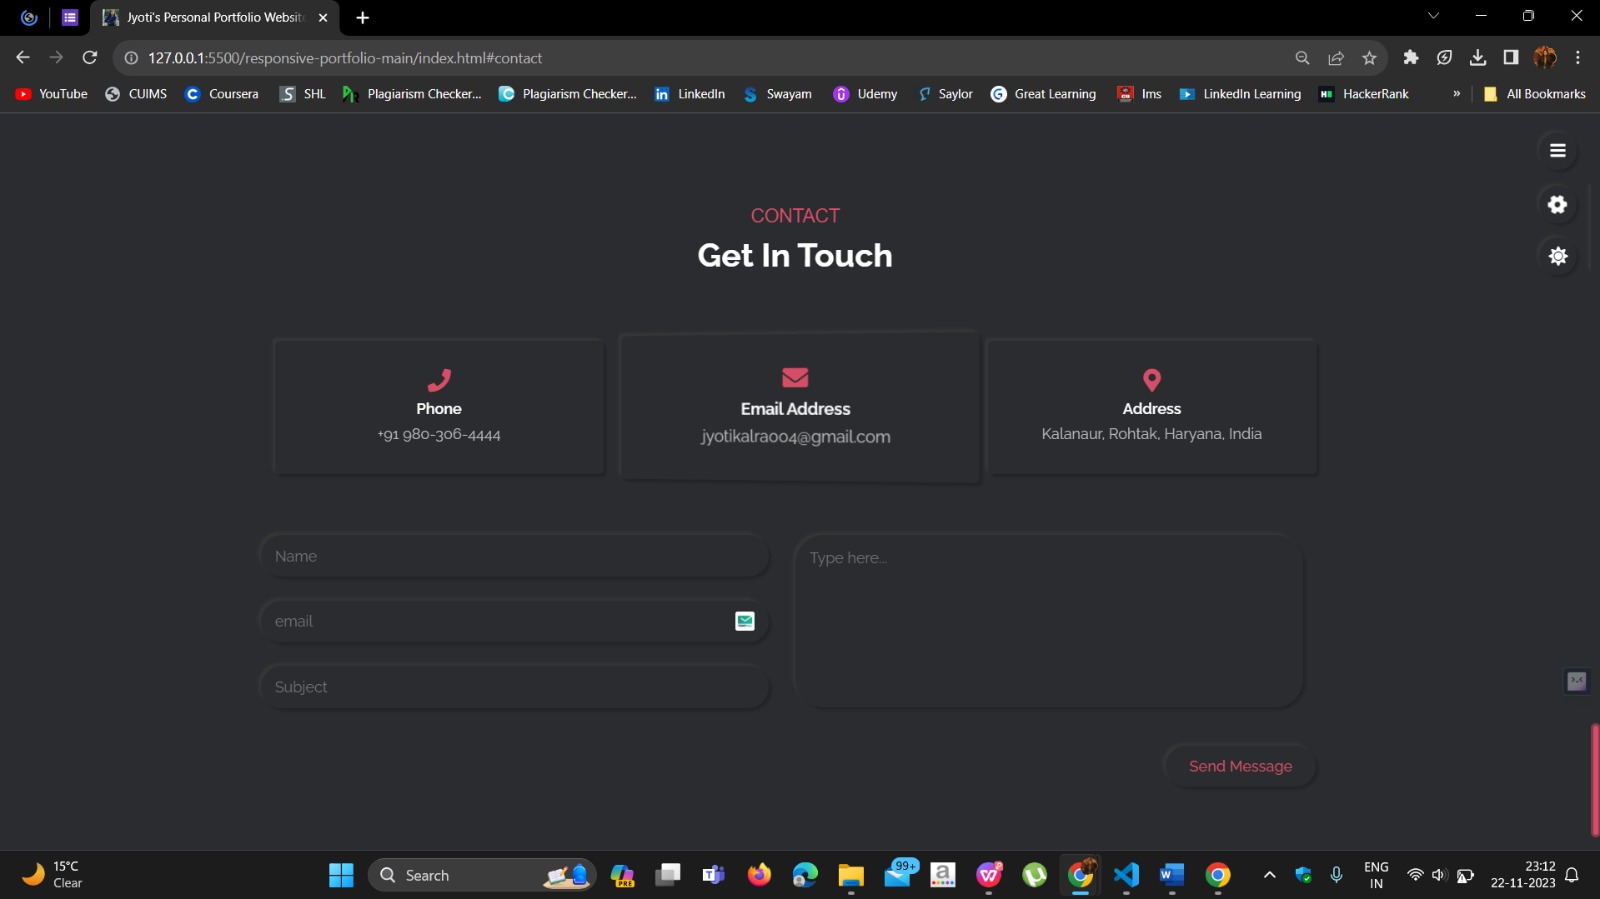 Jyoti's Personal Portfolio Websit
127.0.0.1:5500/responsive-portfolio-main/index.html#contact
YouTube CUIMS Coursera SHL Plagiarism Checker... Plagiarism Checker... LinkedIn Swayam Udemy Saylor Great Learning Ims LinkedIn Learning HackerRank » All Bookmarks
CONTACT
Get In Touch
Phone
+91 980-306-4444
Email Address
jyotikalra004@gmail.com
Address
Kalanaur, Rohtak, Haryana, India
Name
email
Subject
Type here...
Send Message
15°C
Clear
Search
PRE
99+
ENG
IN
23:12
22-11-2023